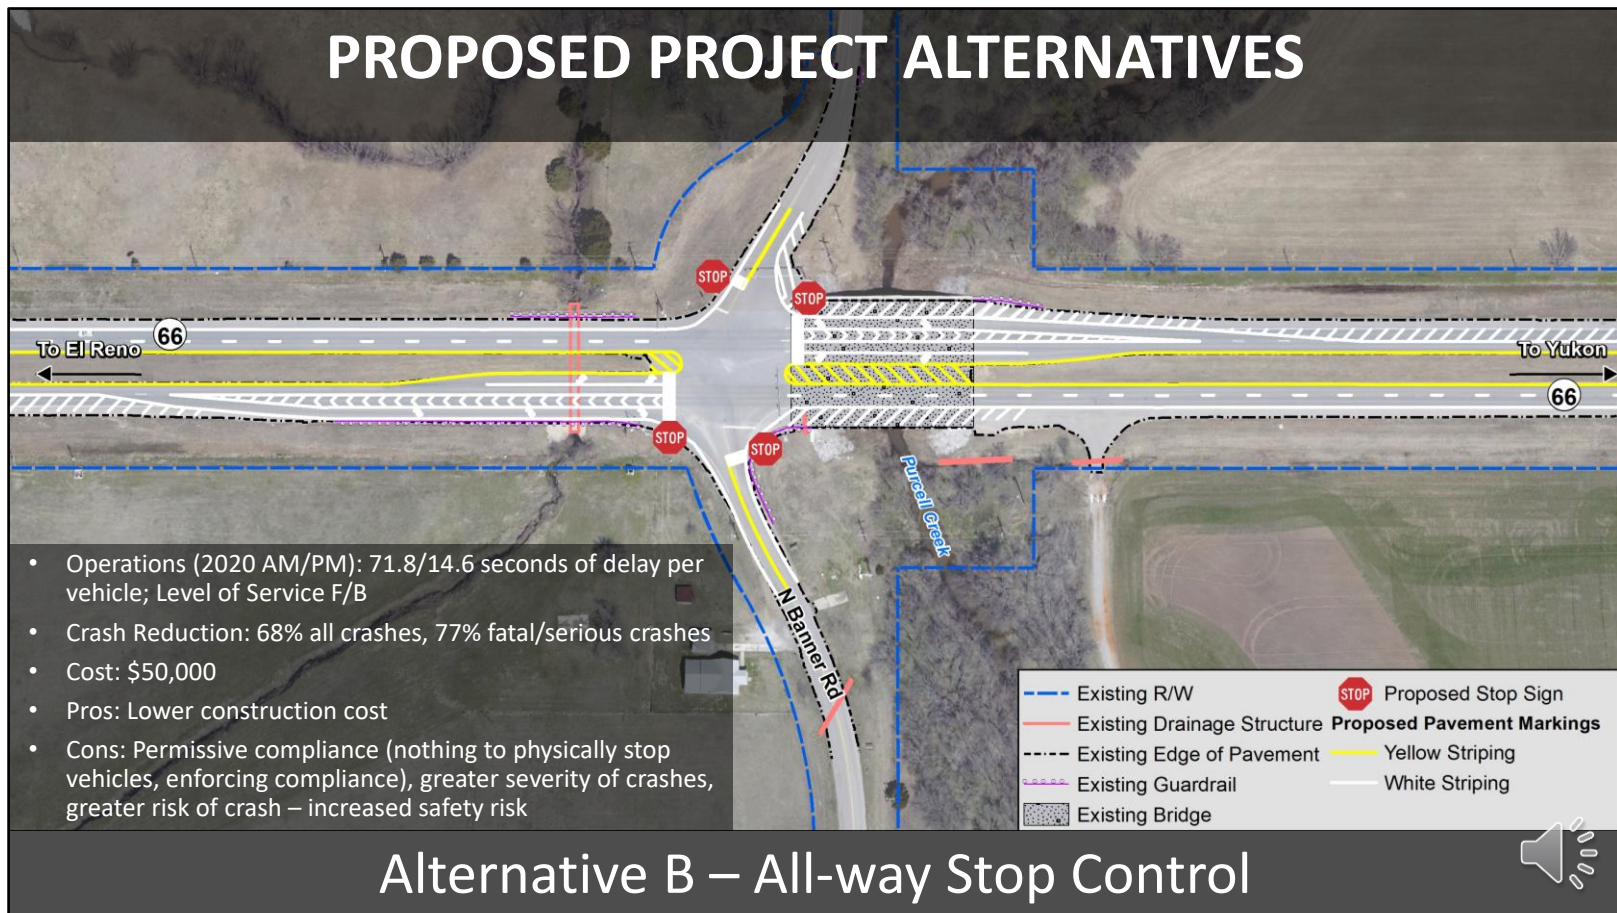 PROPOSED PROJECT ALTERNATIVES
STOP
STOP
66
To El Reno
To Yukon
66
STOP
STOP
Purcell Creek
N Banner Rd
• Operations (2020 AM/PM): 71.8/14.6 seconds of delay per
vehicle; Level of Service F/B
• Crash Reduction: 68% all crashes, 77% fatal/serious crashes
• Cost: $50,000
• Pros: Lower construction cost
• Cons: Permissive compliance (nothing to physically stop
vehicles, enforcing compliance), greater severity of crashes,
greater risk of crash – increased safety risk
Existing R/W
Existing Drainage Structure
Existing Edge of Pavement
Existing Guardrail
Existing Bridge
STOP Proposed Stop Sign
Proposed Pavement Markings
Yellow Striping
White Striping
Alternative B – All-way Stop Control